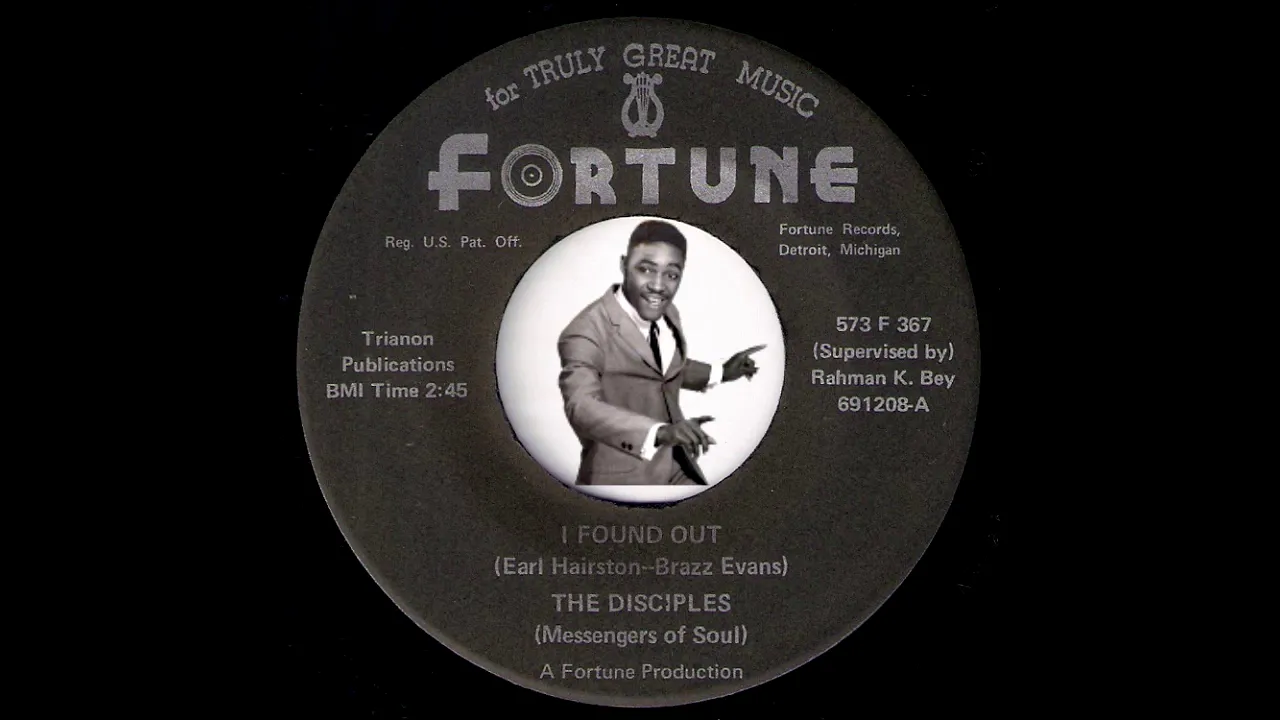 for TRULY GREAT MUSIC
FORTUNE
Reg. U.S. Pat. Off.
Fortune Records,
Detroit, Michigan
Trianon
Publications
BMI Time 2:45
573 F 367
(Supervised by)
Rahman K. Bey
691208-A
I FOUND OUT
(Earl Hairston--Brazz Evans)
THE DISCIPLES
(Messengers of Soul)
A Fortune Production